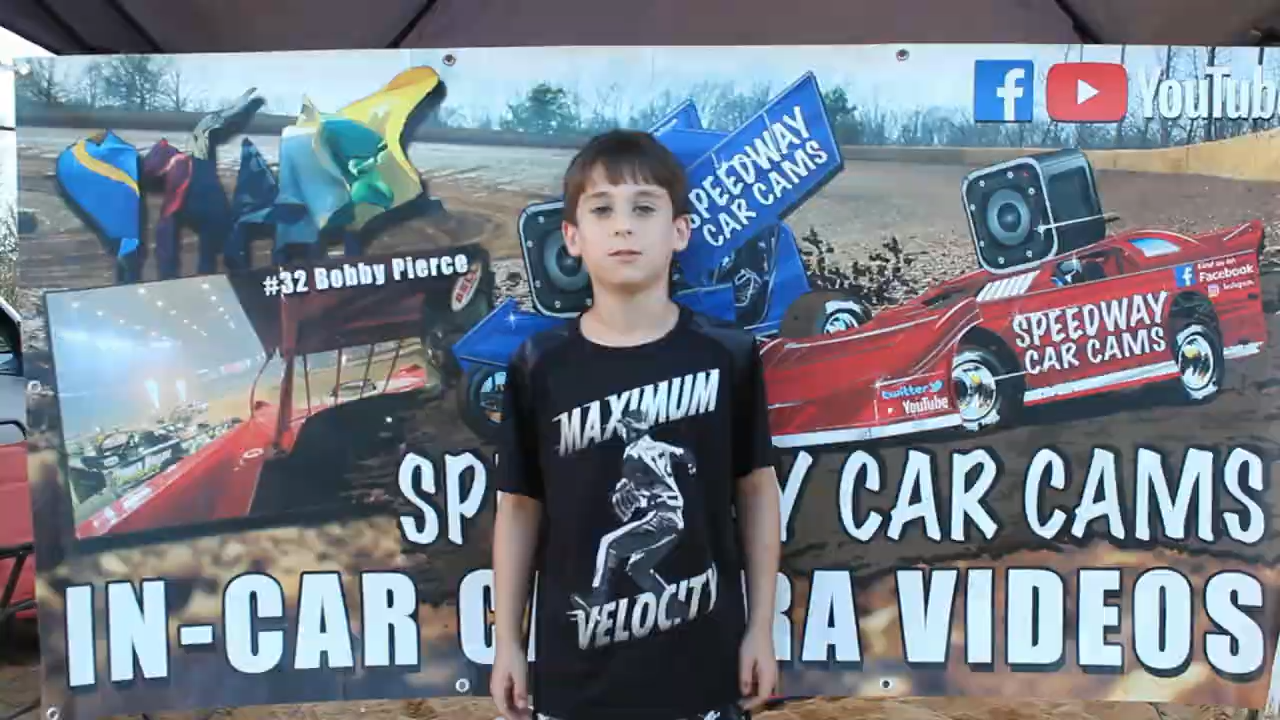 YouTub
SPEEDWAY
CAR CAMS
#32 Bobby Pierce
Facebook
SPEEDWAY
CAR CAMS
twitter
YouTube
MAXIMUM
VELOCITY
SP Y CAR CAMS
IN-CAR C RA VIDEOS